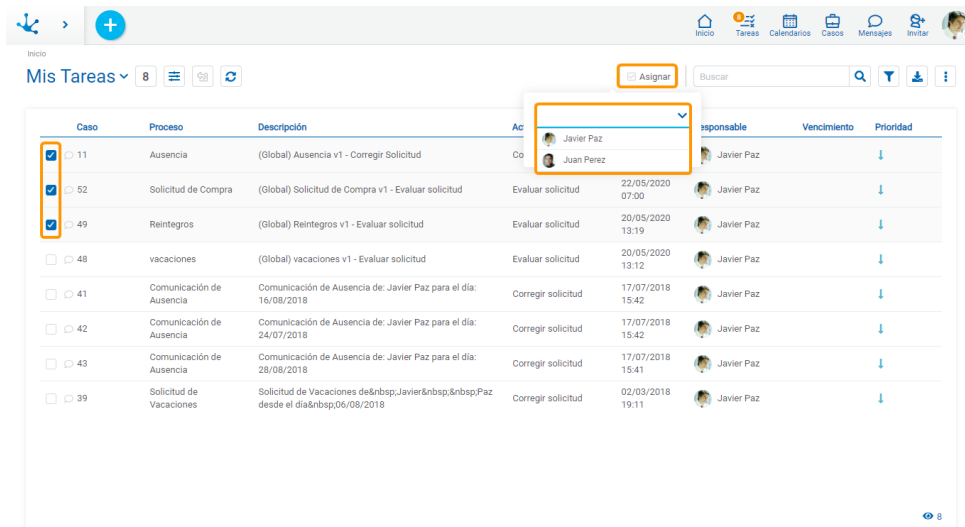 8
Inicio
Tareas
Calendarios
Casos
Mensajes
Invitar
Inicio
Mis Tareas
8
Asignar
Buscar
Caso
Proceso
Descripción
Responsable
Vencimiento
Prioridad
Javier Paz
Juan Perez
11
Ausencia
(Global) Ausencia v1 - Corregir Solicitud
Javier Paz
52
Solicitud de Compra
(Global) Solicitud de Compra v1 - Evaluar solicitud
Evaluar solicitud
22/05/2020
07:00
Javier Paz
49
Reintegros
(Global) Reintegros v1 - Evaluar solicitud
Evaluar solicitud
20/05/2020
13:19
Javier Paz
48
vacaciones
(Global) vacaciones v1 - Evaluar solicitud
Evaluar solicitud
20/05/2020
13:12
Javier Paz
41
Comunicación de
Ausencia
Comunicación de Ausencia de: Javier Paz para el día:
16/08/2018
Corregir solicitud
17/07/2018
15:42
Javier Paz
42
Comunicación de
Ausencia
Comunicación de Ausencia de: Javier Paz para el día:
24/07/2018
Corregir solicitud
17/07/2018
15:42
Javier Paz
43
Comunicación de
Ausencia
Comunicación de Ausencia de: Javier Paz para el día:
28/08/2018
Corregir solicitud
17/07/2018
15:41
Javier Paz
39
Solicitud de
Vacaciones
Solicitud de Vacaciones de&nbsp;Javier&nbsp;&nbsp;Paz
desde el día&nbsp;06/08/2018
Corregir solicitud
02/03/2018
19:11
Javier Paz
8